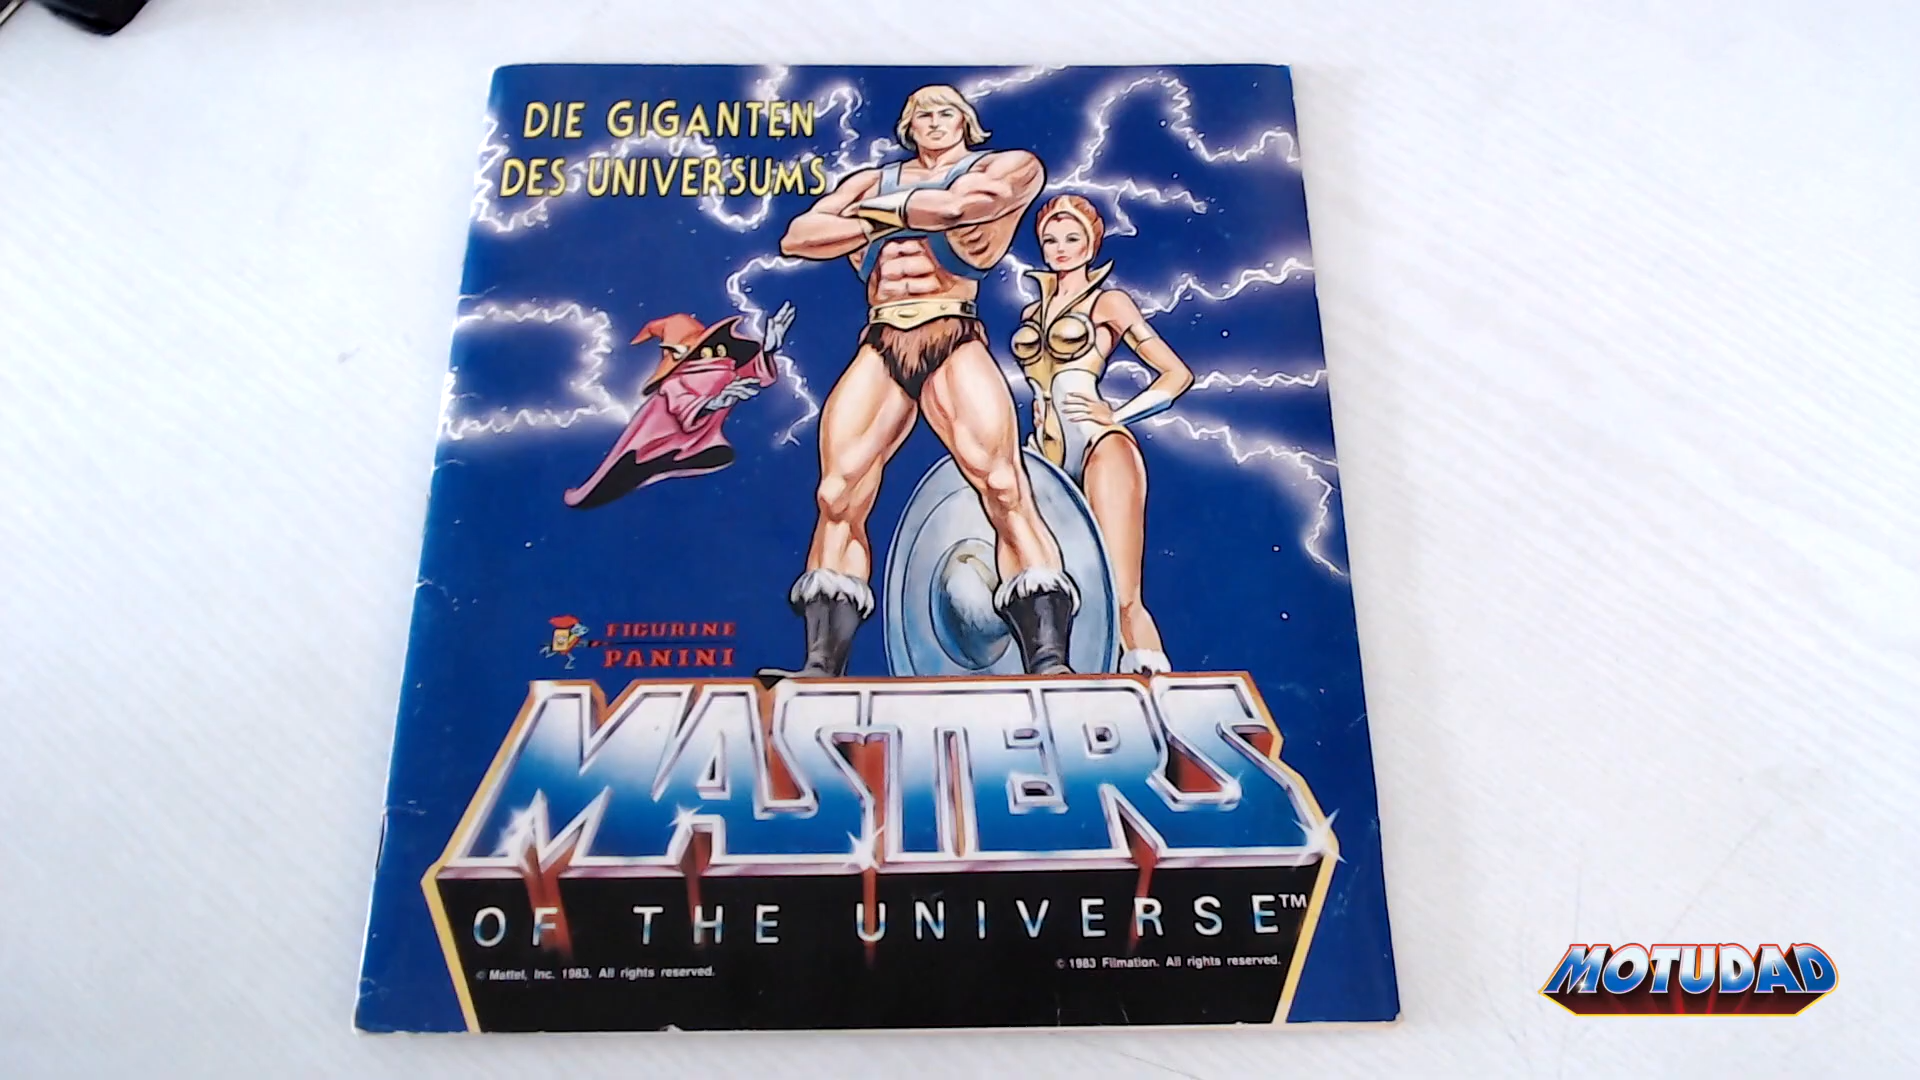 DIE GIGANTEN
DES UNIVERSUMS
FIGURINE
PANINI
MASTERS
OF THE UNIVERSE™
© Mattel, Inc. 1983. All rights reserved.
© 1983 Filmation. All rights reserved.
MOTUDAD